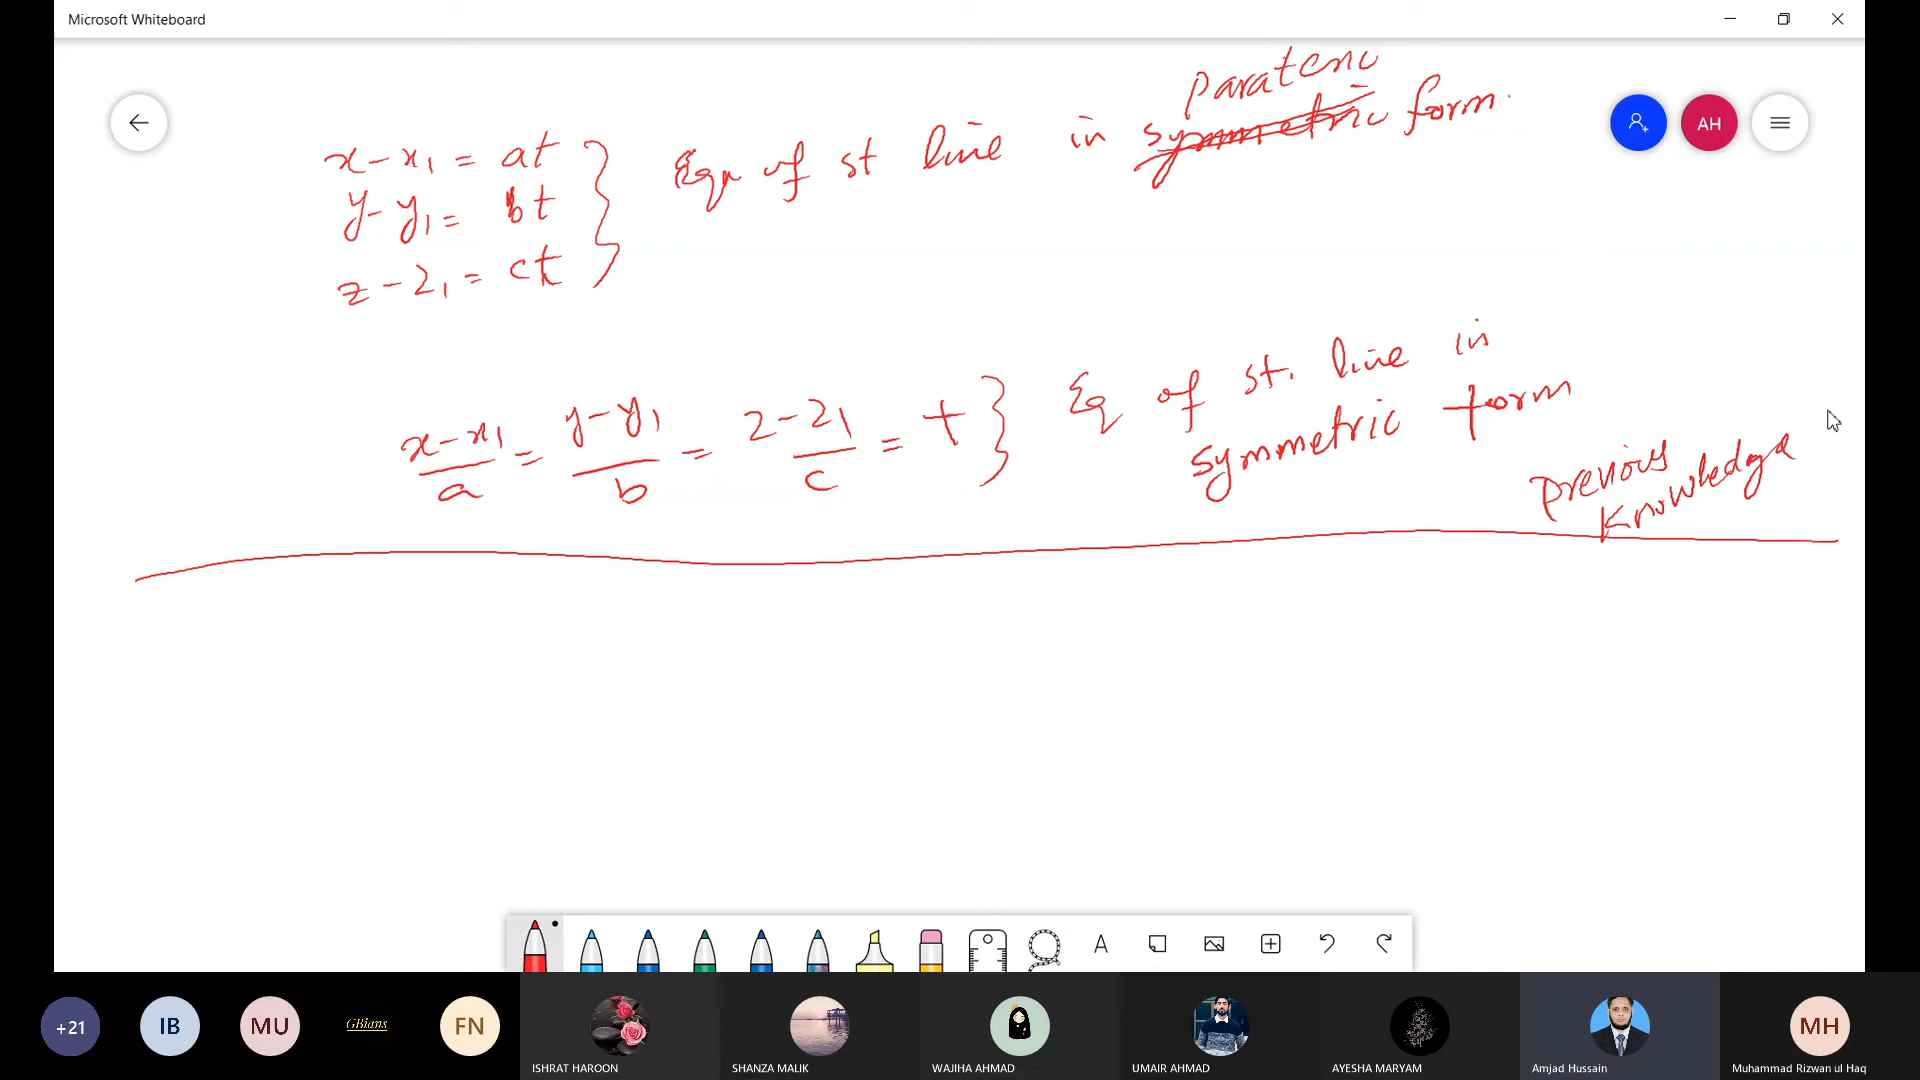 Microsoft Whiteboard
AH
x - x₁ = at
y - y₁ = bt
z - z₁ = ct
Eqn of st line in symmetric form.
Paratenic
(x - x₁)/a = (y - y₁)/b = (z - z₁)/c = t
Eq of st. line in
symmetric form
Previous
Knowledge
A
+21
IB
MU
GBians
FN
ISHRAT HAROON
SHANZA MALIK
WAJIHA AHMAD
UMAIR AHMAD
AYESHA MARYAM
Amjad Hussain
MH
Muhammad Rizwan ul Haq